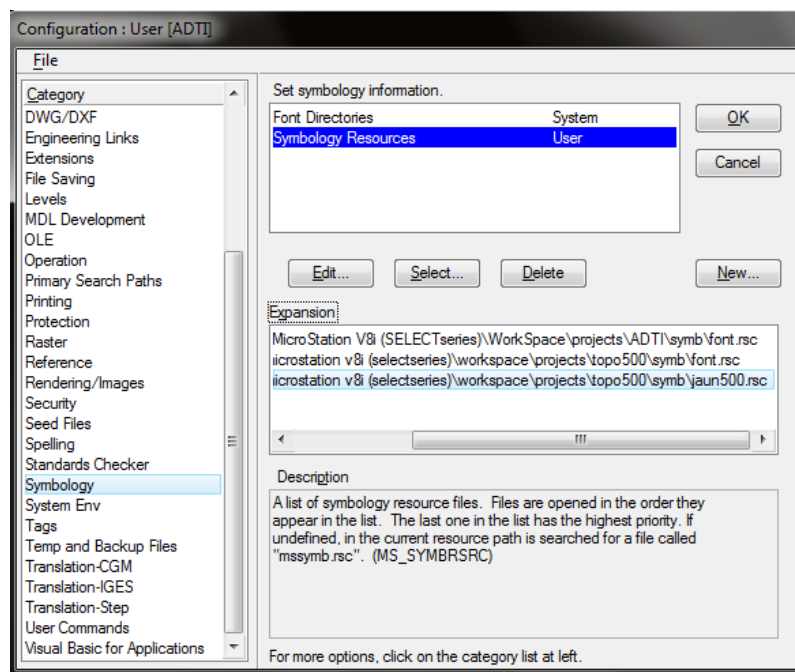 Configuration : User [ADTI]
File
Category
DWG/DXF
Engineering Links
Extensions
File Saving
Levels
MDL Development
OLE
Operation
Primary Search Paths
Printing
Protection
Raster
Reference
Rendering/Images
Security
Seed Files
Spelling
Standards Checker
Symbology
System Env
Tags
Temp and Backup Files
Translation-CGM
Translation-IGES
Translation-Step
User Commands
Visual Basic for Applications
Set symbology information.
Font Directories System
Symbology Resources User
OK
Cancel
Edit... Select... Delete New...
Expansion
MicroStation V8i (SELECTseries)\WorkSpace\projects\ADTI\symb\font.rsc
icrostation v8i (selectseries)\workspace\projects\topo500\symb\font.rsc
icrostation v8i (selectseries)\workspace\projects\topo500\symb\jaun500.rsc
Description
A list of symbology resource files. Files are opened in the order they
appear in the list. The last one in the list has the highest priority. If
undefined, in the current resource path is searched for a file called
"mssymb.rsc". (MS_SYMBRSRC)
For more options, click on the category list at left.